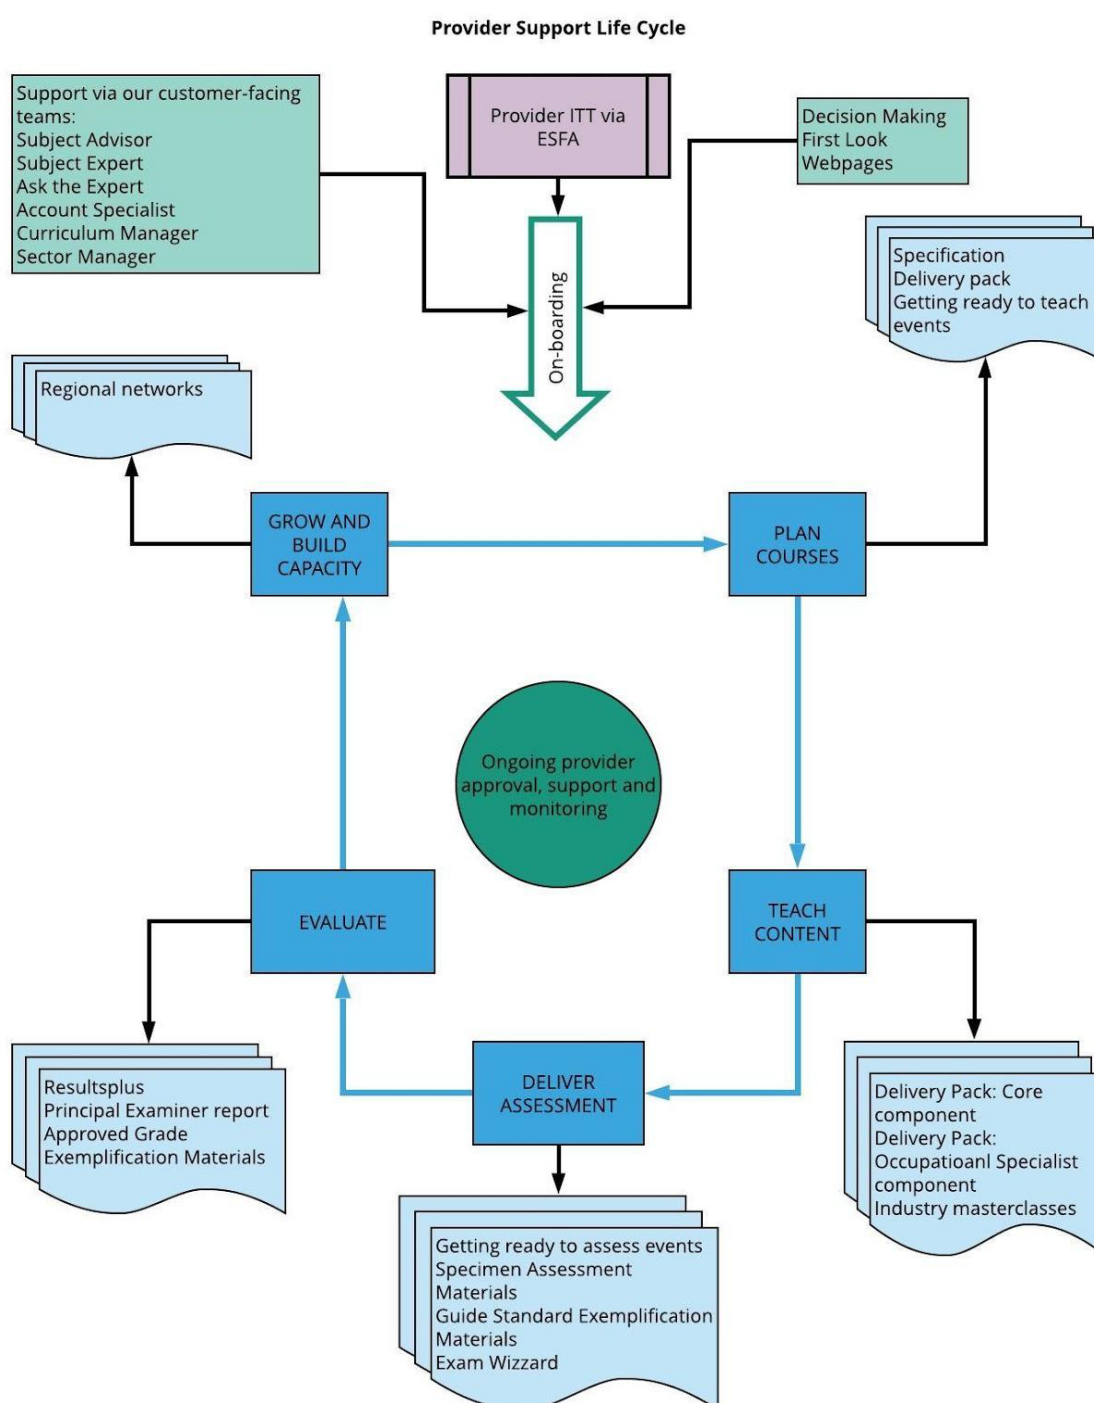 Provider Support Life Cycle
Support via our customer-facing
teams:
Subject Advisor
Subject Expert
Ask the Expert
Account Specialist
Curriculum Manager
Sector Manager
Provider ITT via
ESFA
Decision Making
First Look
Webpages
On-boarding
Specification
Delivery pack
Getting ready to teach
events
Regional networks
GROW AND
BUILD
CAPACITY
PLAN
COURSES
Ongoing provider
approval, support and
monitoring
EVALUATE
TEACH
CONTENT
DELIVER
ASSESSMENT
Resultsplus
Principal Examiner report
Approved Grade
Exemplification Materials
Delivery Pack: Core
component
Delivery Pack:
Occupatioanl Specialist
component
Industry masterclasses
Getting ready to assess events
Specimen Assessment
Materials
Guide Standard Exemplification
Materials
Exam Wizzard